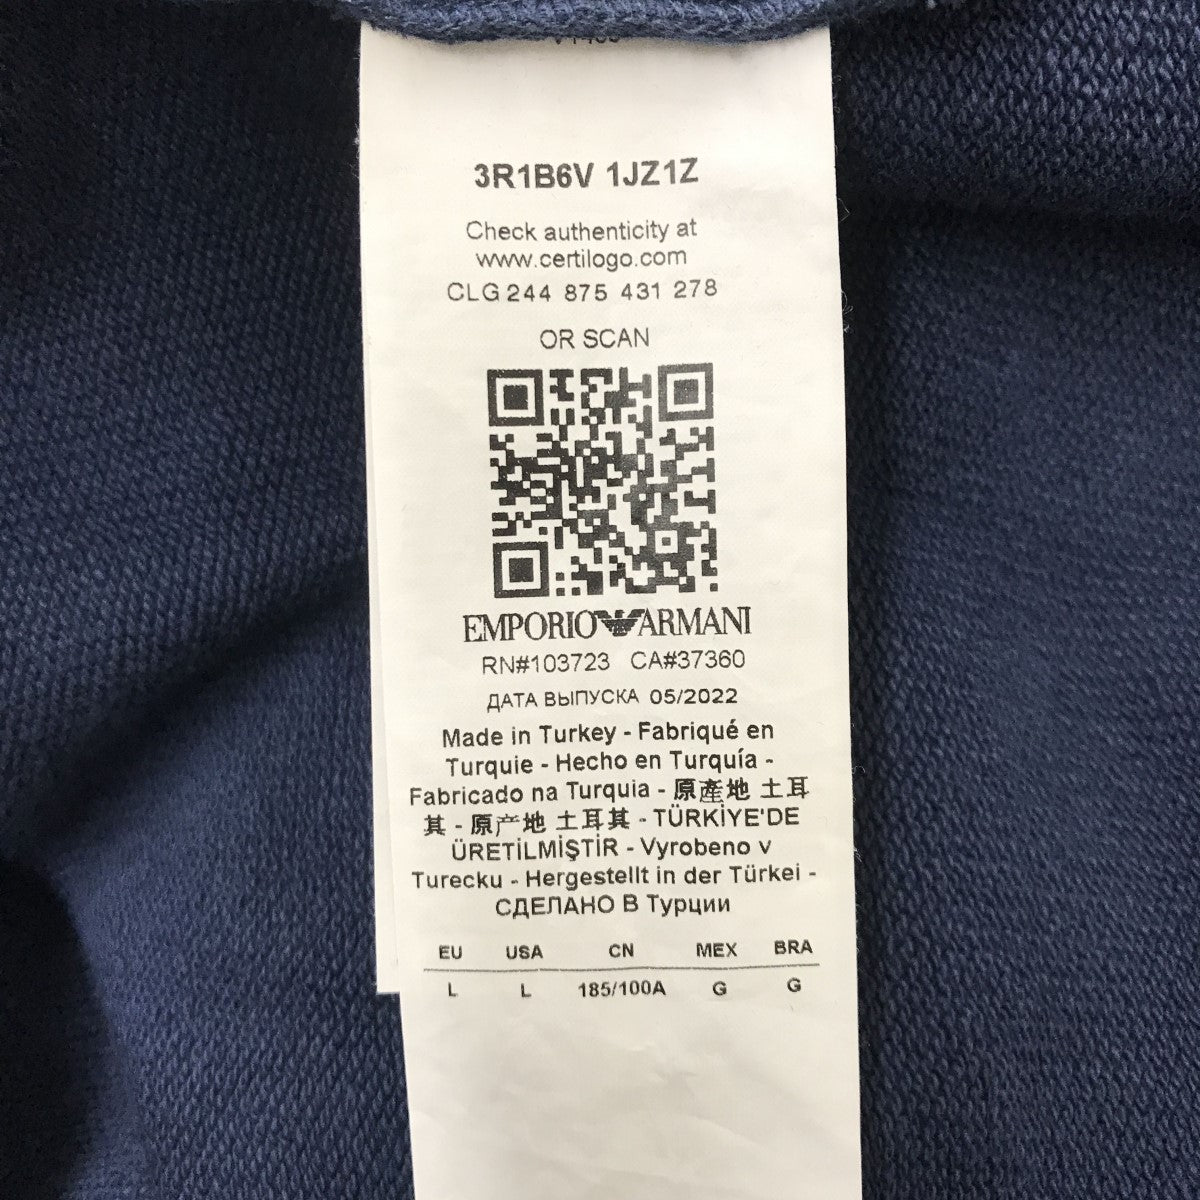 3R1B6V 1JZ1Z
Check authenticity at
www.certilogo.com
CLG 244 875 431 278
OR SCAN
EMPORIO ARMANI
RN#103723 CA#37360
ДАТА ВЫПУСКА 05/2022
Made in Turkey - Fabriqué en
Turquie - Hecho en Turquía -
Fabricado na Turquia - 原產地 土耳
其 - 原产地 土耳其 - TÜRKİYE'DE
ÜRETİLMİŞTİR - Vyrobeno v
Turecku - Hergestellt in der Türkei -
СДЕЛАНО В Турции
EU USA CN MEX BRA
L L 185/100A G G